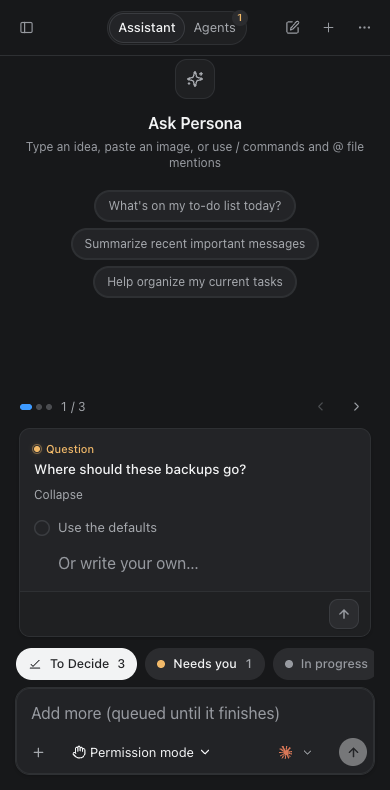 Assistant
Agents
1
Ask Persona
Type an idea, paste an image, or use / commands and @ file
mentions
What's on my to-do list today?
Summarize recent important messages
Help organize my current tasks
1 / 3
Question
Where should these backups go?
Collapse
Use the defaults
Or write your own...
To Decide 3
Needs you 1
In progress
Add more (queued until it finishes)
Permission mode